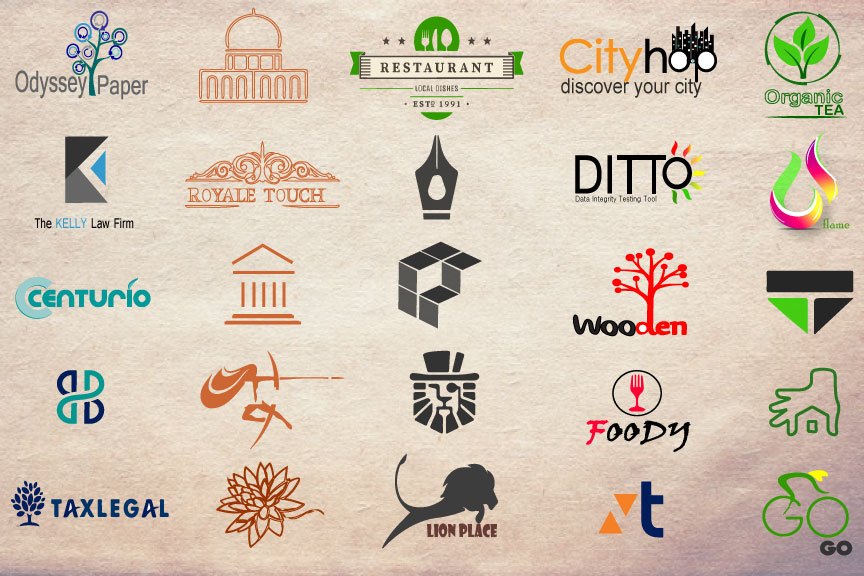 Odyssey Paper
RESTAURANT
LOCAL DISHES
ESTD 1991
Cityhop
discover your city
Organic
TEA
The KELLY Law Firm
ROYALE TOUCH
DITTO
Data Integrity Testing Tool
flame
CENTURIO
Wooden
FOODY
TAXLEGAL
LION PLACE
t
GO
GO